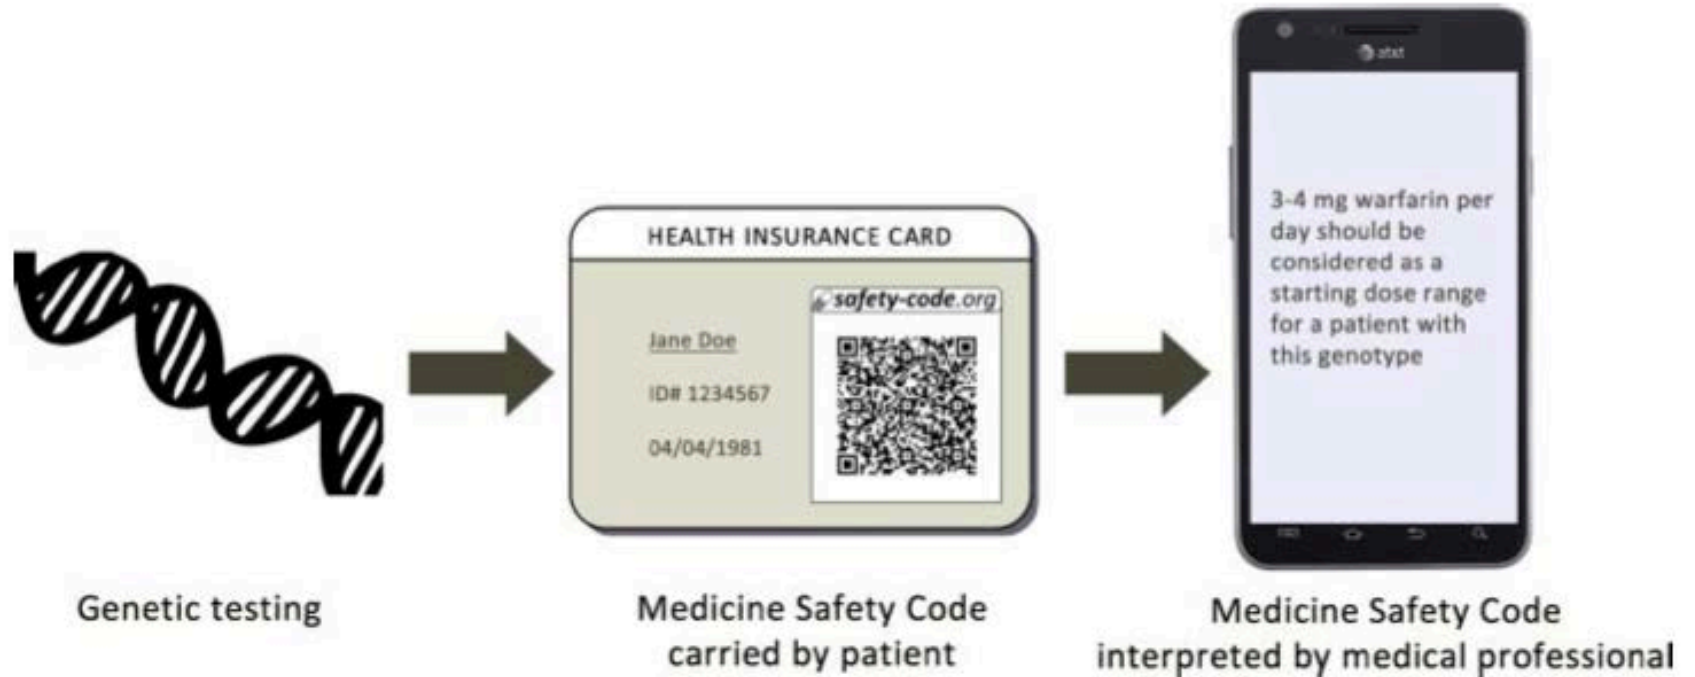 at&t
3-4 mg warfarin per
day should be
considered as a
starting dose range
for a patient with
this genotype
HEALTH INSURANCE CARD
safety-code.org
Jane Doe
ID# 1234567
04/04/1981
Genetic testing
Medicine Safety Code
carried by patient
Medicine Safety Code
interpreted by medical professional